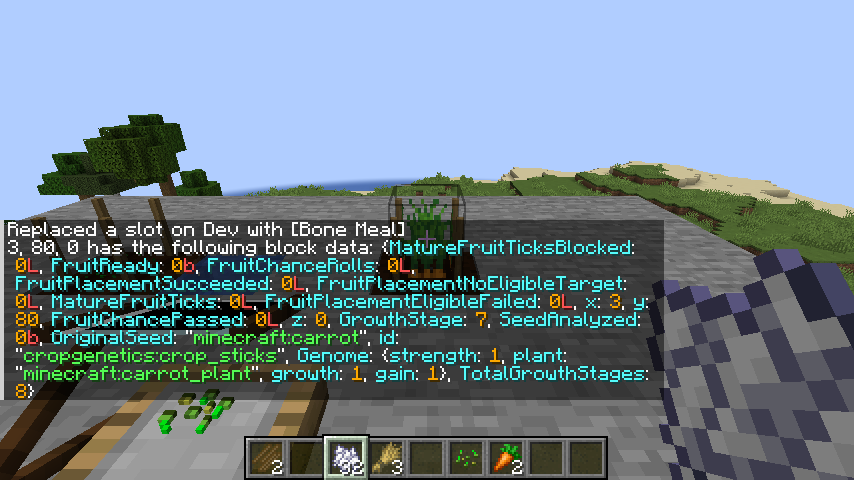 Replaced a slot on Dev with [Bone Meal]
3, 80, 0 has the following block data: {MatureFruitTicksBlocked:
0L, FruitReady: 0b, FruitChanceRolls: 0L,
FruitPlacementSucceeded: 0L, FruitPlacementNoEligibleTarget:
0L, MatureFruitTicks: 0L, FruitPlacementEligibleFailed: 0L, x: 3, y:
80, FruitChancePassed: 0L, z: 0, GrowthStage: 7, SeedAnalyzed:
0b, OriginalSeed: "minecraft:carrot", id:
"cropgenetics:crop_sticks", Genome: {strength: 1, plant:
"minecraft:carrot_plant", growth: 1, gain: 1}, TotalGrowthStages:
8}
2 3 2